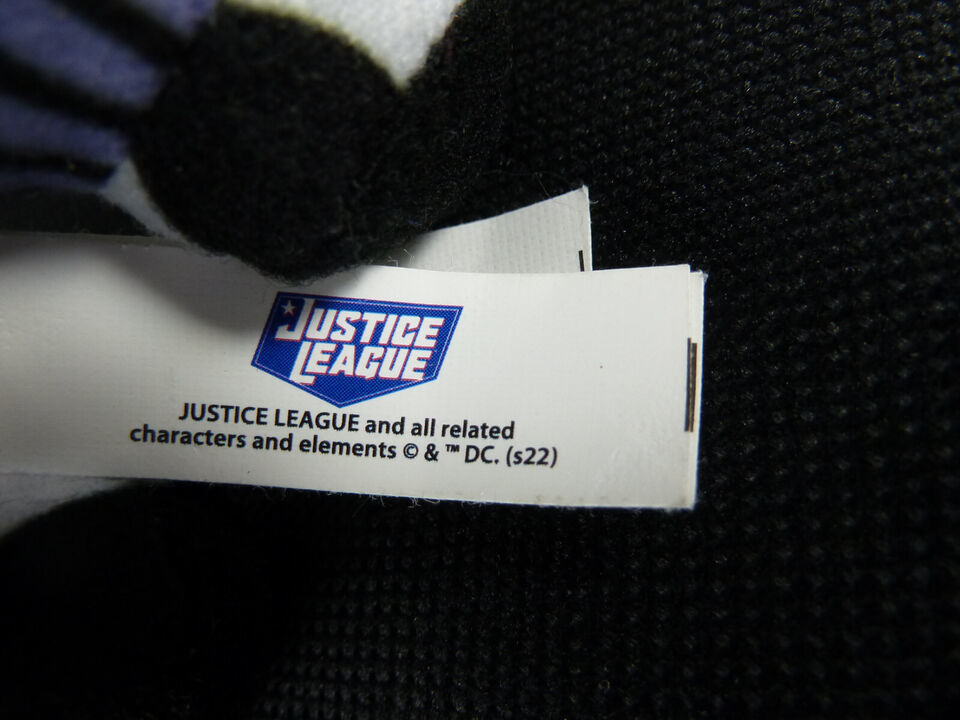 JUSTICE
LEAGUE
JUSTICE LEAGUE and all related
characters and elements © & ™ DC. (s22)